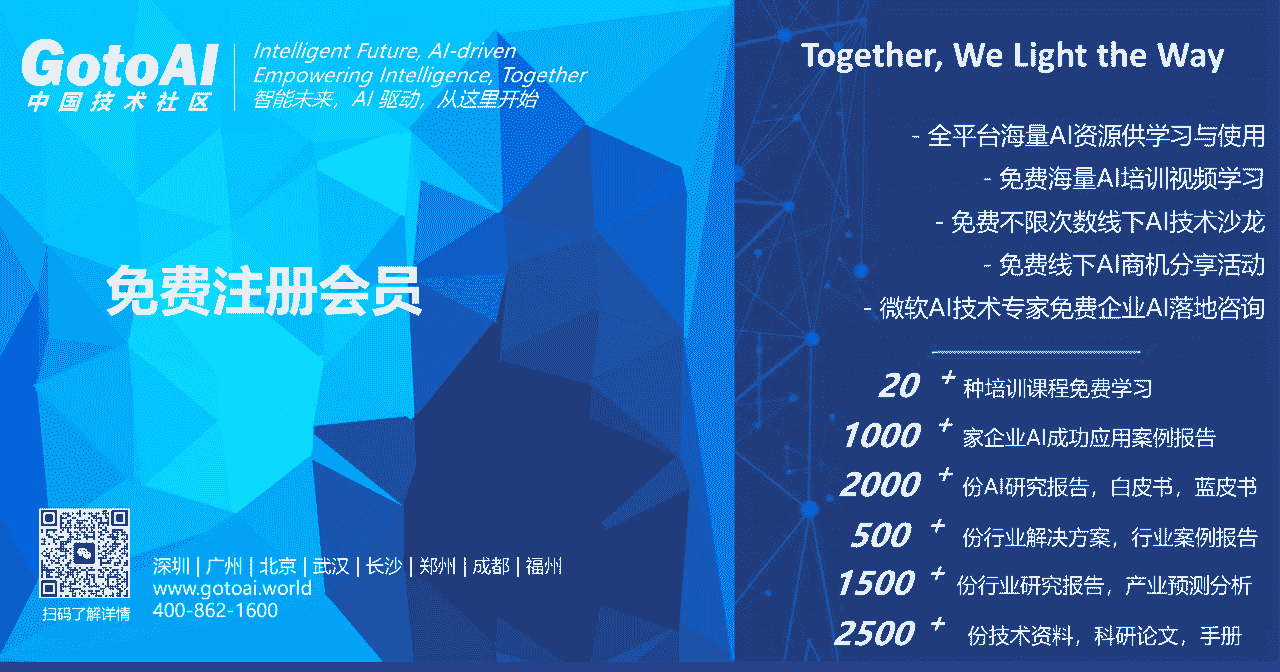 GotoAI
中国技术社区
Intelligent Future, AI-driven
Empowering Intelligence, Together
智能未来，AI 驱动，从这里开始
免费注册会员
扫码了解详情
深圳 | 广州 | 北京 | 武汉 | 长沙 | 郑州 | 成都 | 福州
www.gotoai.world
400-862-1600
Together, We Light the Way
- 全平台海量AI资源供学习与使用
- 免费海量AI培训视频学习
- 免费不限次数线下AI技术沙龙
- 免费线下AI商机分享活动
- 微软AI技术专家免费企业AI落地咨询
20 + 种培训课程免费学习
1000 + 家企业AI成功应用案例报告
2000 + 份AI研究报告，白皮书，蓝皮书
500 + 份行业解决方案，行业案例报告
1500 + 份行业研究报告，产业预测分析
2500 + 份技术资料，科研论文，手册